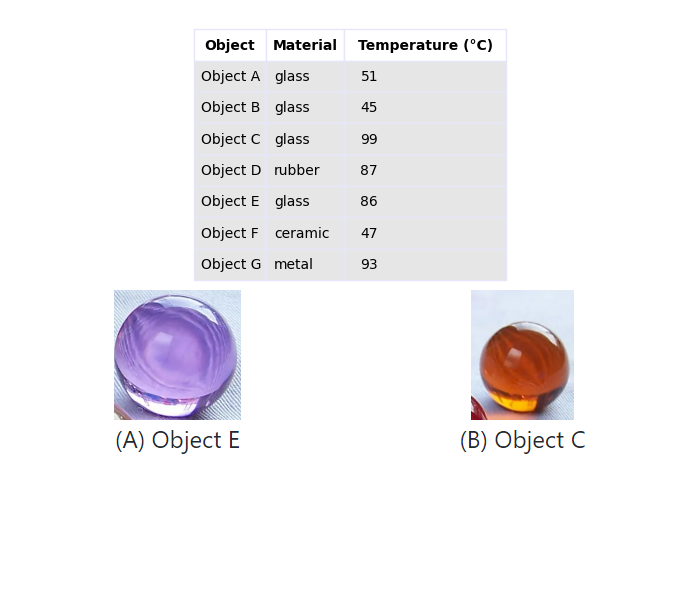 Object Material Temperature (°C)
Object A glass 51
Object B glass 45
Object C glass 99
Object D rubber 87
Object E glass 86
Object F ceramic 47
Object G metal 93
(A) Object E (B) Object C